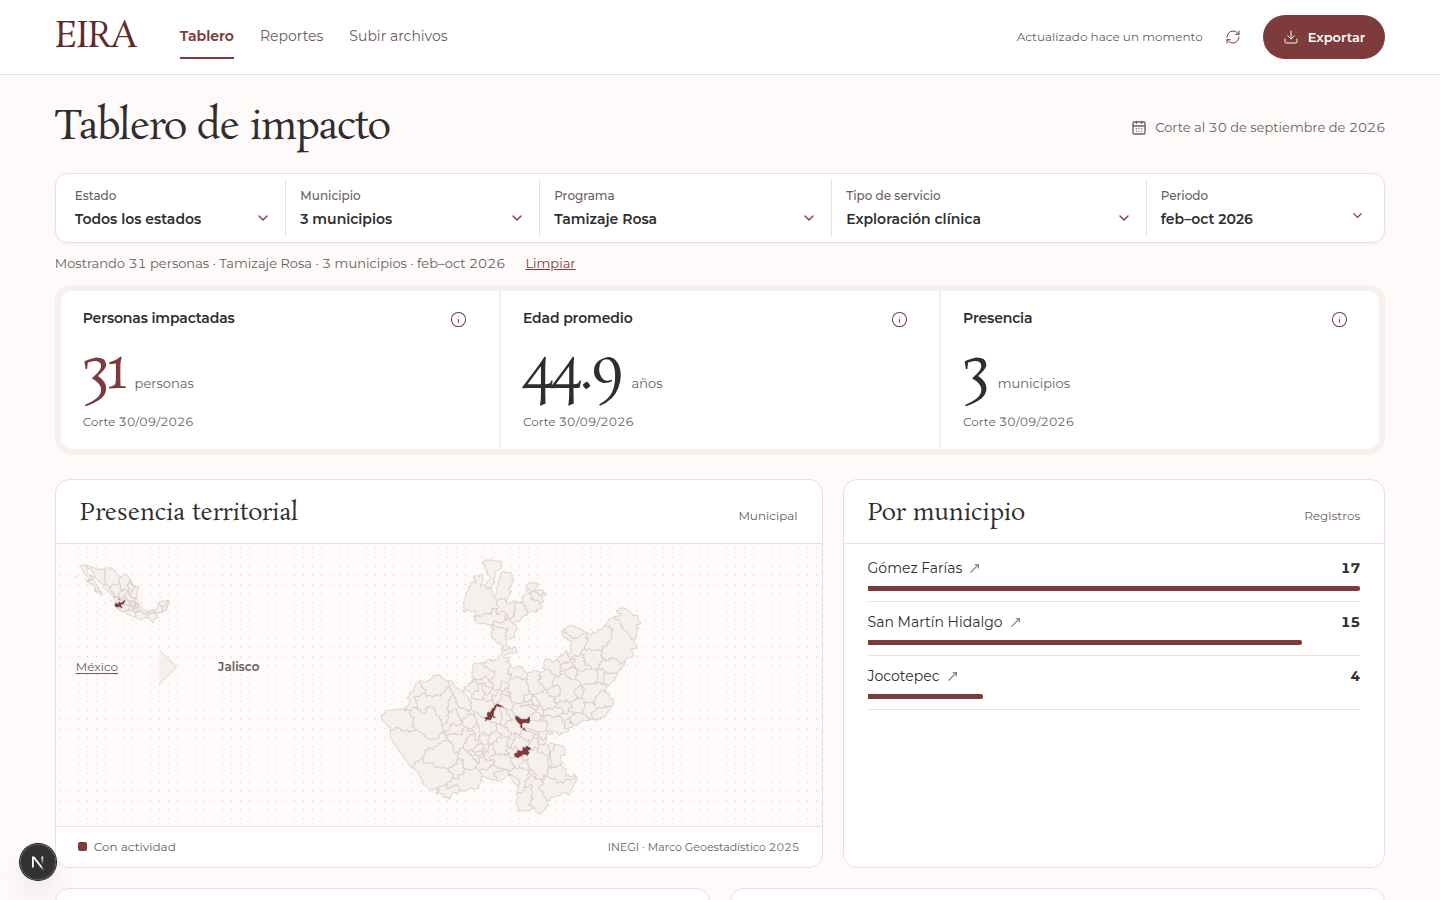 EIRA
Tablero
Reportes
Subir archivos
Actualizado hace un momento
Exportar
Tablero de impacto
Corte al 30 de septiembre de 2026
Estado
Todos los estados
Municipio
3 municipios
Programa
Tamizaje Rosa
Tipo de servicio
Exploración clínica
Periodo
feb–oct 2026
Mostrando 31 personas · Tamizaje Rosa · 3 municipios · feb–oct 2026
Limpiar
Personas impactadas
31 personas
Corte 30/09/2026
Edad promedio
44.9 años
Corte 30/09/2026
Presencia
3 municipios
Corte 30/09/2026
Presencia territorial
Municipal
México
Jalisco
Con actividad
INEGI · Marco Geoestadístico 2025
Por municipio
Registros
Gómez Farías ↗ 17
San Martín Hidalgo ↗ 15
Jocotepec ↗ 4
N